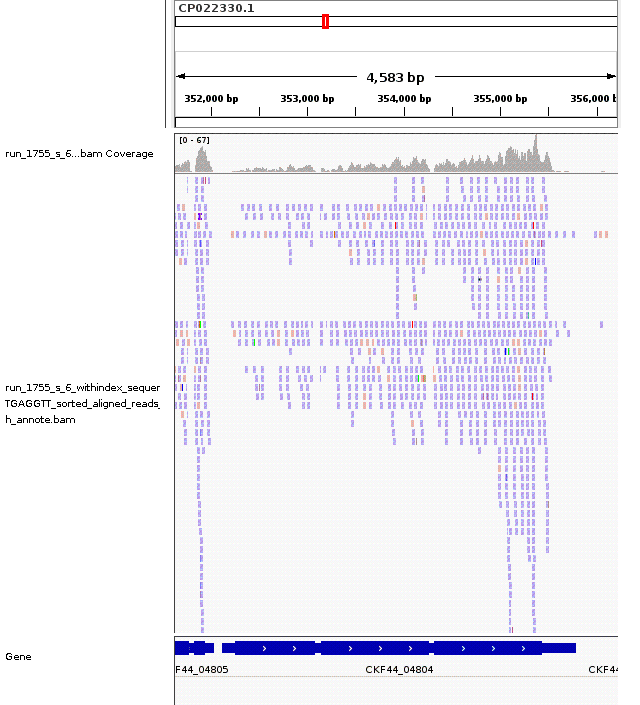 CP022330.1
4,583 bp
352,000 bp 353,000 bp 354,000 bp 355,000 bp 356,000 b
[0 - 67]
run_1755_s_6...bam Coverage
run_1755_s_6_withindex_sequer
TGAGGTT_sorted_aligned_reads_
h_annote.bam
Gene
F44_04805 CKF44_04804 CKF44